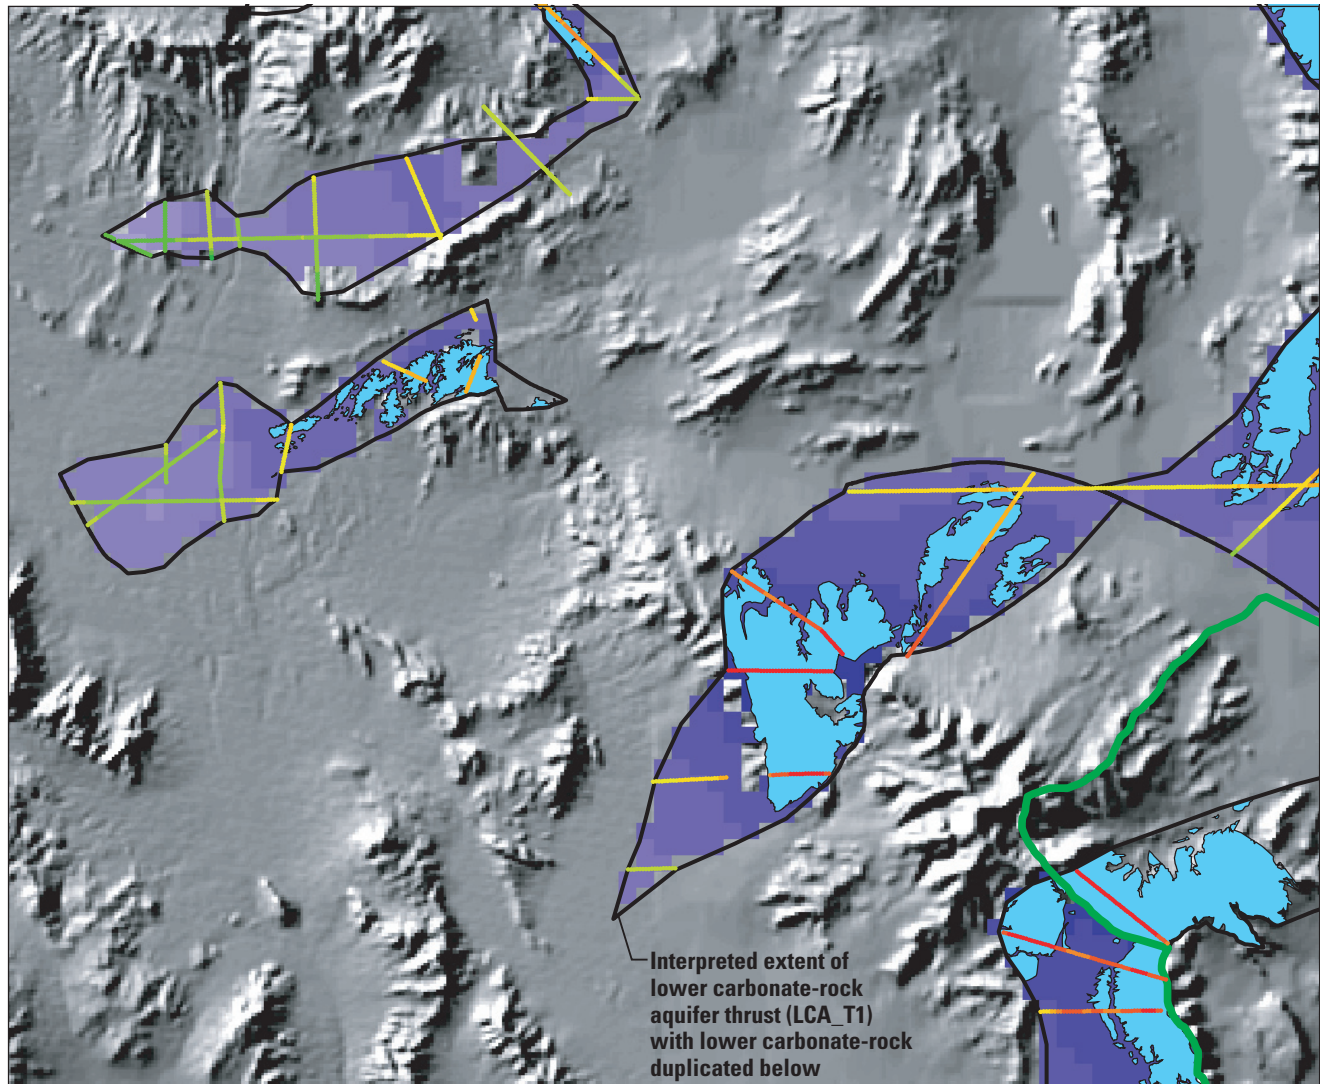 Interpreted extent of
lower carbonate-rock
aquifer thrust (LCA_T1)
with lower carbonate-rock
duplicated below